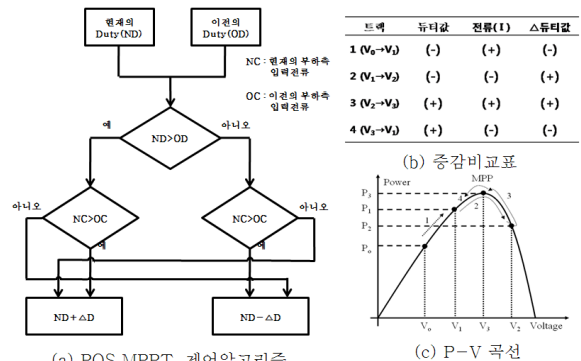 현재의
Duty(ND)
이전의
Duty(OD)
NC : 현재의 부하측
입력전류
OC : 이전의 부하측
입력전류
예
ND>OD
아니오
아니오
NC>OC
예
NC>OC
아니오
예
ND+△D
ND-△D
(a) POS MPPT 제어알고리즘
트랙 듀티값 전류(I) △듀티값
1 (V₀→V₁) (-) (+) (-)
2 (V₁→V₂) (-) (-) (+)
3 (V₂→V₃) (+) (+) (+)
4 (V₃→V₁) (+) (-) (-)
(b) 증감비교표
Power
MPP
P₃
P₁
P₂
Pₒ
1
4
2
3
Vₒ
V₁
V₃
V₂
Voltage
(c) P-V 곡선